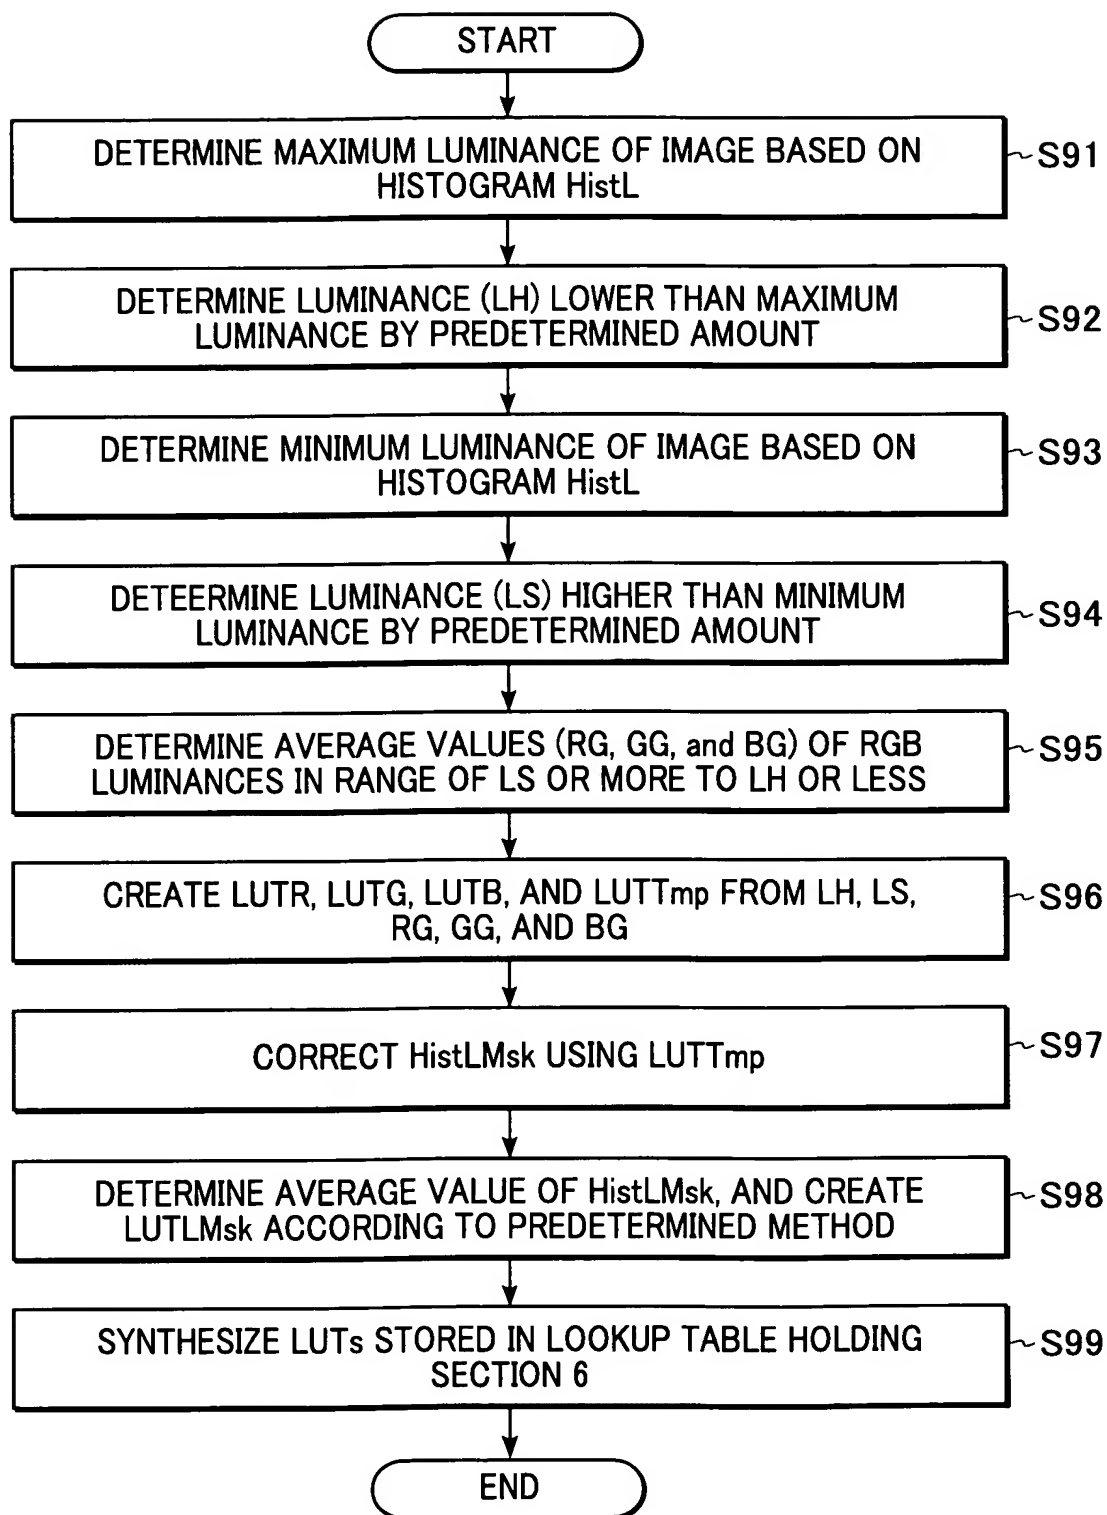 START
DETERMINE MAXIMUM LUMINANCE OF IMAGE BASED ON
HISTOGRAM HistL
S91
DETERMINE LUMINANCE (LH) LOWER THAN MAXIMUM
LUMINANCE BY PREDETERMINED AMOUNT
S92
DETERMINE MINIMUM LUMINANCE OF IMAGE BASED ON
HISTOGRAM HistL
S93
DETEERMINE LUMINANCE (LS) HIGHER THAN MINIMUM
LUMINANCE BY PREDETERMINED AMOUNT
S94
DETERMINE AVERAGE VALUES (RG, GG, and BG) OF RGB
LUMINANCES IN RANGE OF LS OR MORE TO LH OR LESS
S95
CREATE LUTR, LUTG, LUTB, AND LUTTmp FROM LH, LS,
RG, GG, AND BG
S96
CORRECT HistLMsk USING LUTTmp
S97
DETERMINE AVERAGE VALUE OF HistLMsk, AND CREATE
LUTLMsk ACCORDING TO PREDETERMINED METHOD
S98
SYNTHESIZE LUTs STORED IN LOOKUP TABLE HOLDING
SECTION 6
S99
END